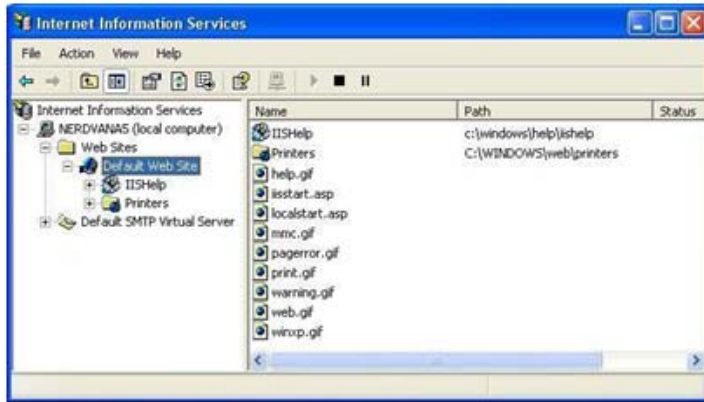 Internet Information Services
File Action View Help
Internet Information Services
NERDVANAS (local computer)
Web Sites
Default Web Site
IISHelp
Printers
Default SMTP Virtual Server
Name Path Status
IISHelp c:\windows\help\iishelp
Printers C:\WINDOWS\web\printers
help.gif
iisstart.asp
localstart.asp
mmc.gif
pagerror.gif
print.gif
warning.gif
web.gif
winxp.gif